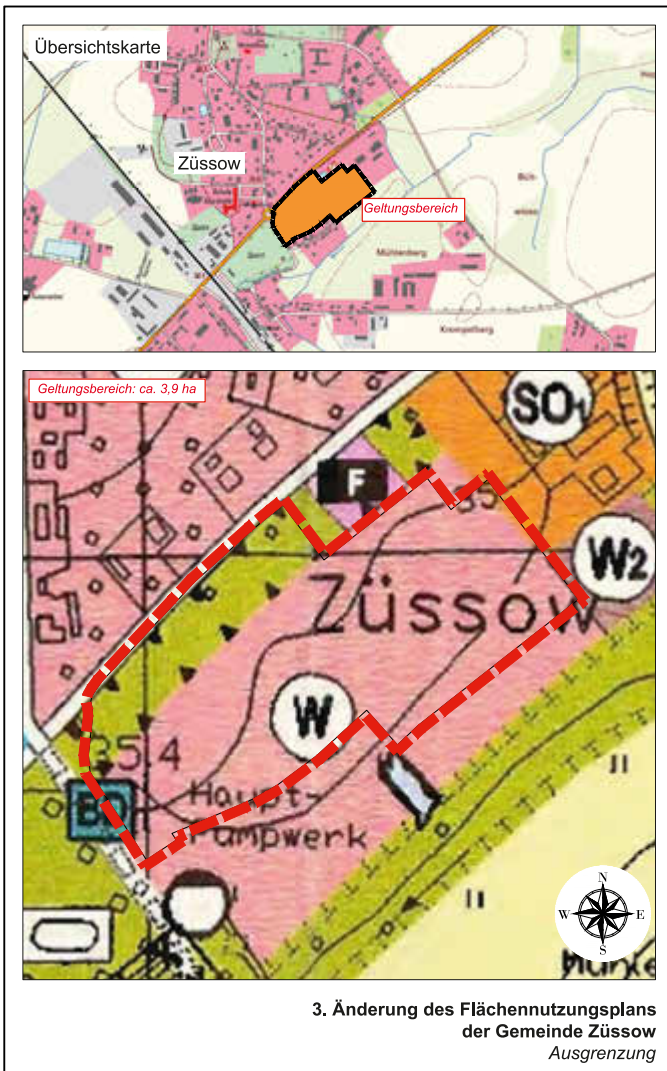 Übersichtskarte
Züssow
Geltungsbereich
Mühlenberg
Krempelberg
Geltungsbereich: ca. 3,9 ha
SO1
F
35
W2
Züssow
W
35.4
Haupt-
pumpwerk
N
W E
S
3. Änderung des Flächennutzungsplans
der Gemeinde Züssow
Ausgrenzung